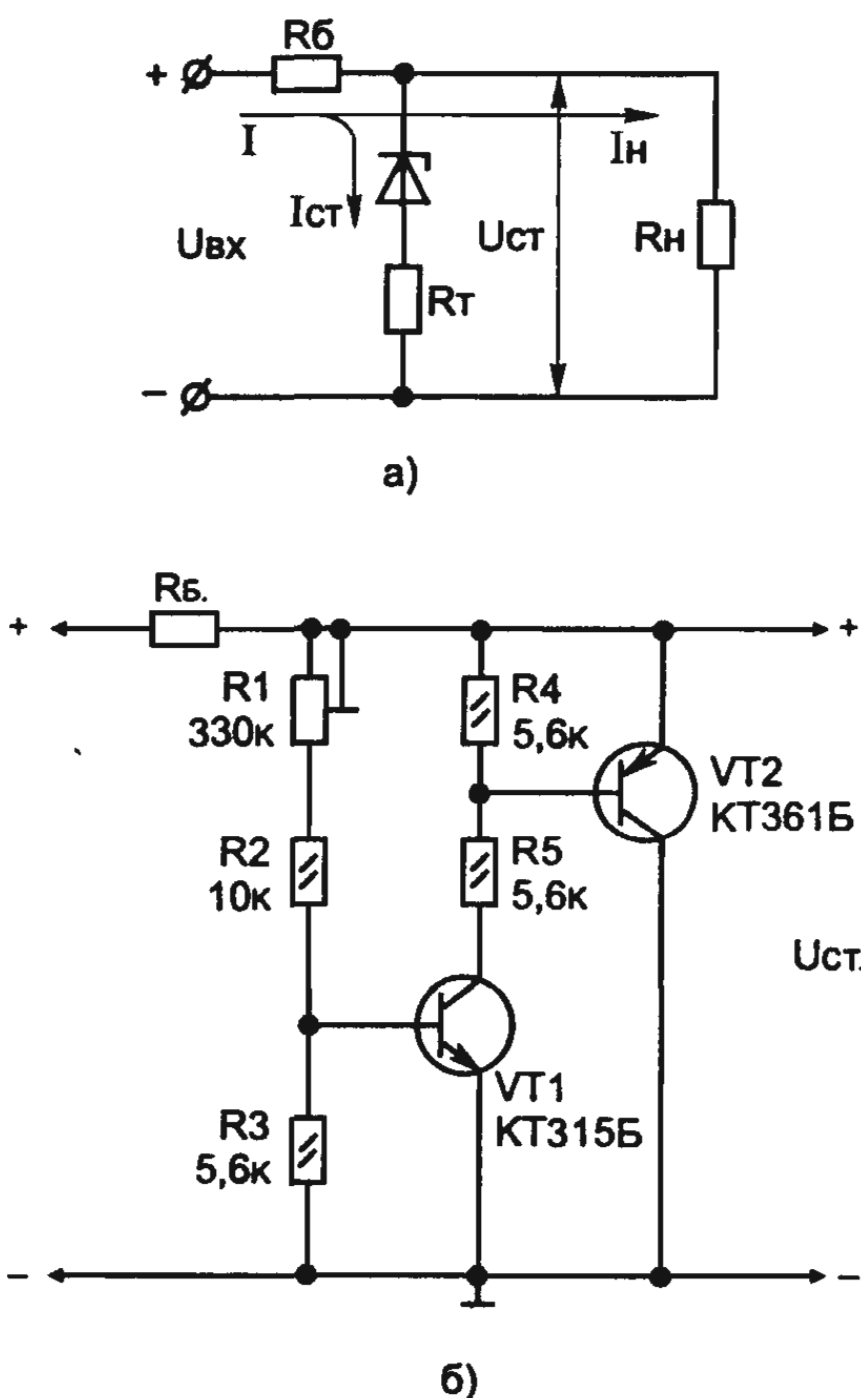 Rб
+
I
Iн
Iст
Uвх
Uст
Rн
Rт
−
а)
Rб.
+
+
R1
330к
R4
5,6к
VT2
КТ361Б
R2
10к
R5
5,6к
Uст.
VT1
КТ315Б
R3
5,6к
−
−
б)